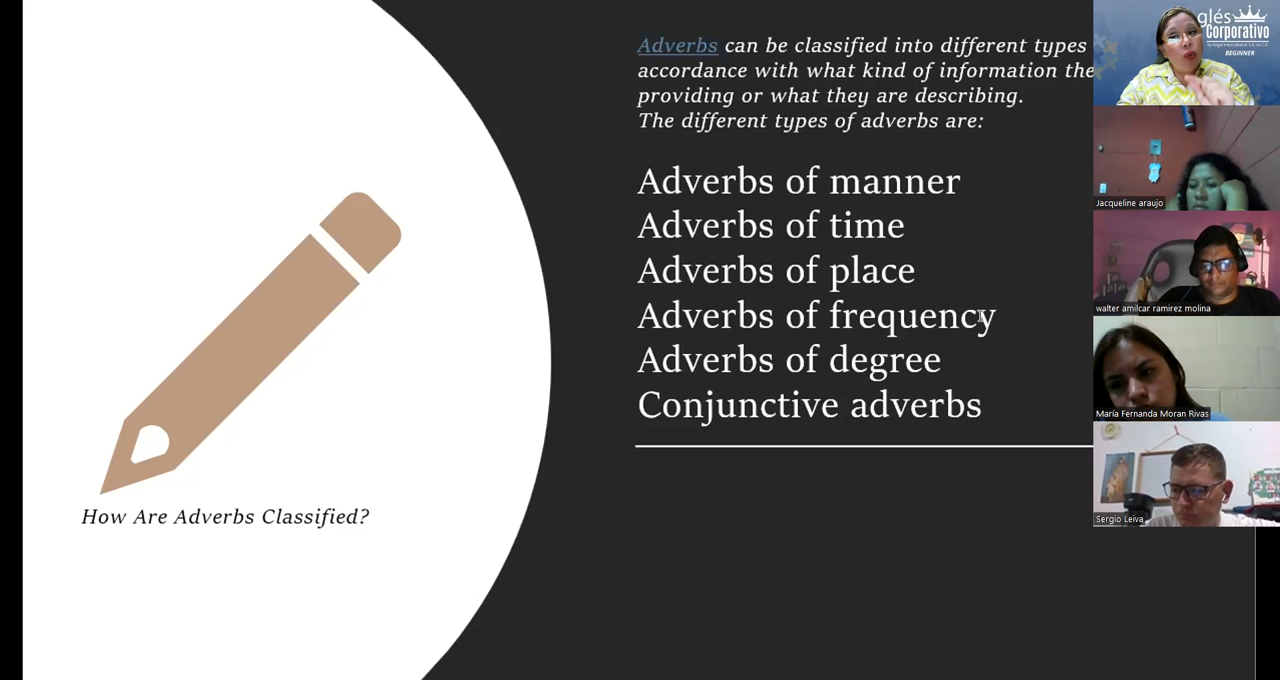 Adverbs can be classified into different types
accordance with what kind of information the
providing or what they are describing.
The different types of adverbs are:
Adverbs of manner
Adverbs of time
Adverbs of place
Adverbs of frequency
Adverbs of degree
Conjunctive adverbs
How Are Adverbs Classified?
glés
Corporativo
BEGINNER
Jacqueline araujo
walter amilcar ramirez molina
María Fernanda Moran Rivas
Sergio Leiva